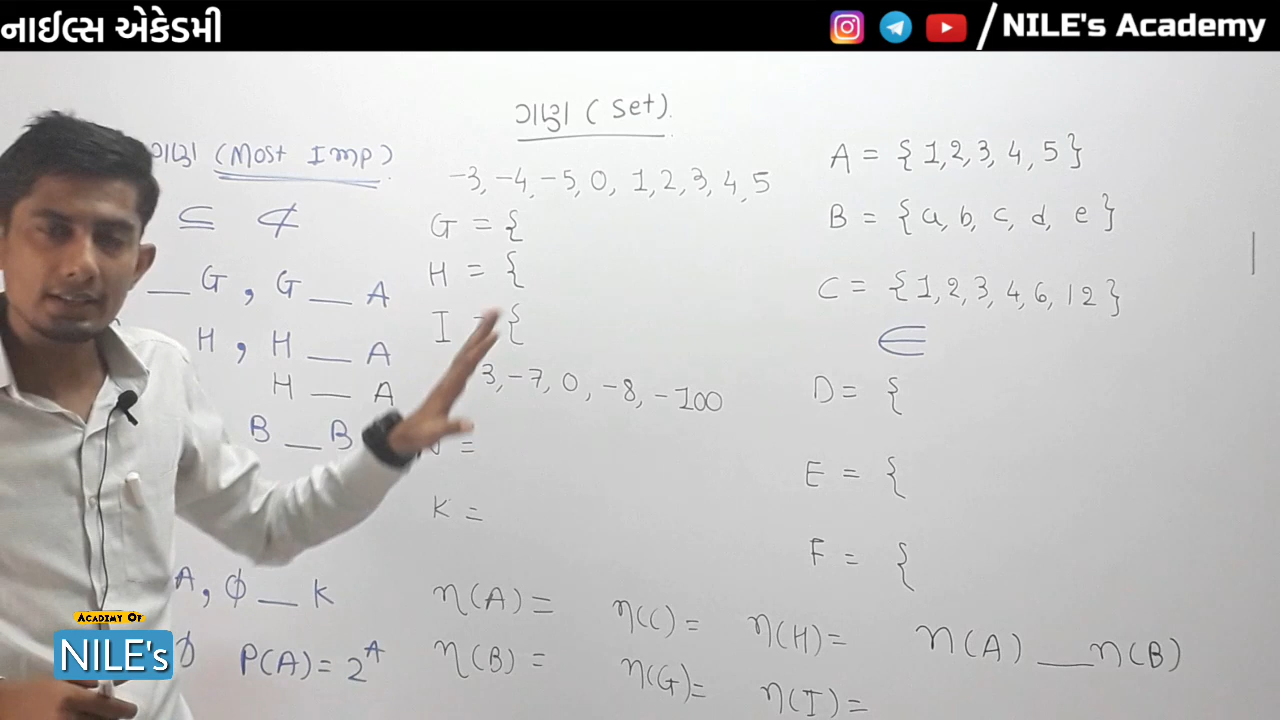 નાઈલ્સ એકેડમી
/NILE's Academy
ગણ (Set).
ગણ (Most Imp)
⊆ ⊄
__ G, G __ A
H, H __ A
H __ A
B __ B
A, ϕ __ K
ϕ P(A) = 2^A
-3, -4, -5, 0, 1, 2, 3, 4, 5
G = {
H = {
I = {
3, -7, 0, -8, -100
K =
n(A) =
n(B) =
n(C) =
n(G) =
n(H) =
n(I) =
A = {1, 2, 3, 4, 5}
B = {a, b, c, d, e}
C = {1, 2, 3, 4, 6, 12}
∈
D = {
E = {
F = {
n(A) __ n(B)
ACADEMY OF
NILE's